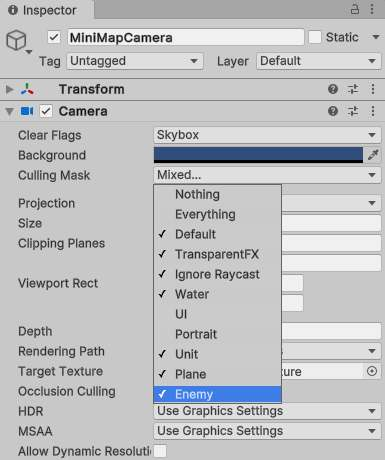 Inspector
MiniMapCamera Static
Tag Untagged Layer Default
Transform
Camera
Clear Flags Skybox
Background
Culling Mask Mixed...
Nothing
Projection
Everything
Size
Default
Clipping Planes
TransparentFX
Ignore Raycast
Viewport Rect
Water
UI
Depth
Portrait
Rendering Path
Unit
Target Texture
Plane
ture
Occlusion Culling
Enemy
HDR Use Graphics Settings
MSAA Use Graphics Settings
Allow Dynamic Resolutio